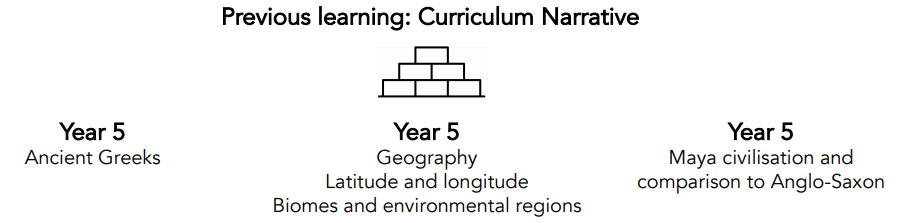 Previous learning: Curriculum Narrative
Year 5
Ancient Greeks
Year 5
Geography
Latitude and longitude
Biomes and environmental regions
Year 5
Maya civilisation and
comparison to Anglo-Saxon